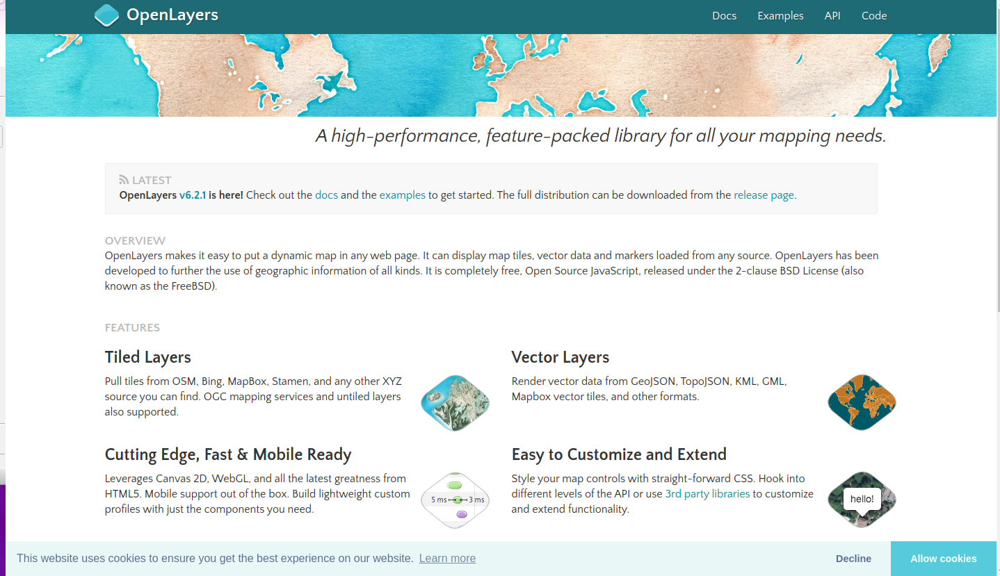 OpenLayers
Docs Examples API Code
A high-performance, feature-packed library for all your mapping needs.
LATEST
OpenLayers v6.2.1 is here! Check out the docs and the examples to get started. The full distribution can be downloaded from the release page.
OVERVIEW
OpenLayers makes it easy to put a dynamic map in any web page. It can display map tiles, vector data and markers loaded from any source. OpenLayers has been
developed to further the use of geographic information of all kinds. It is completely free, Open Source JavaScript, released under the 2-clause BSD License (also
known as the FreeBSD).
FEATURES
Tiled Layers
Pull tiles from OSM, Bing, MapBox, Stamen, and any other XYZ
source you can find. OGC mapping services and untiled layers
also supported.
Vector Layers
Render vector data from GeoJSON, TopoJSON, KML, GML,
Mapbox vector tiles, and other formats.
Cutting Edge, Fast & Mobile Ready
Leverages Canvas 2D, WebGL, and all the latest greatness from
HTML5. Mobile support out of the box. Build lightweight custom
profiles with just the components you need.
5 ms 3 ms
Easy to Customize and Extend
Style your map controls with straight-forward CSS. Hook into
different levels of the API or use 3rd party libraries to customize
and extend functionality.
hello!
This website uses cookies to ensure you get the best experience on our website. Learn more
Decline
Allow cookies